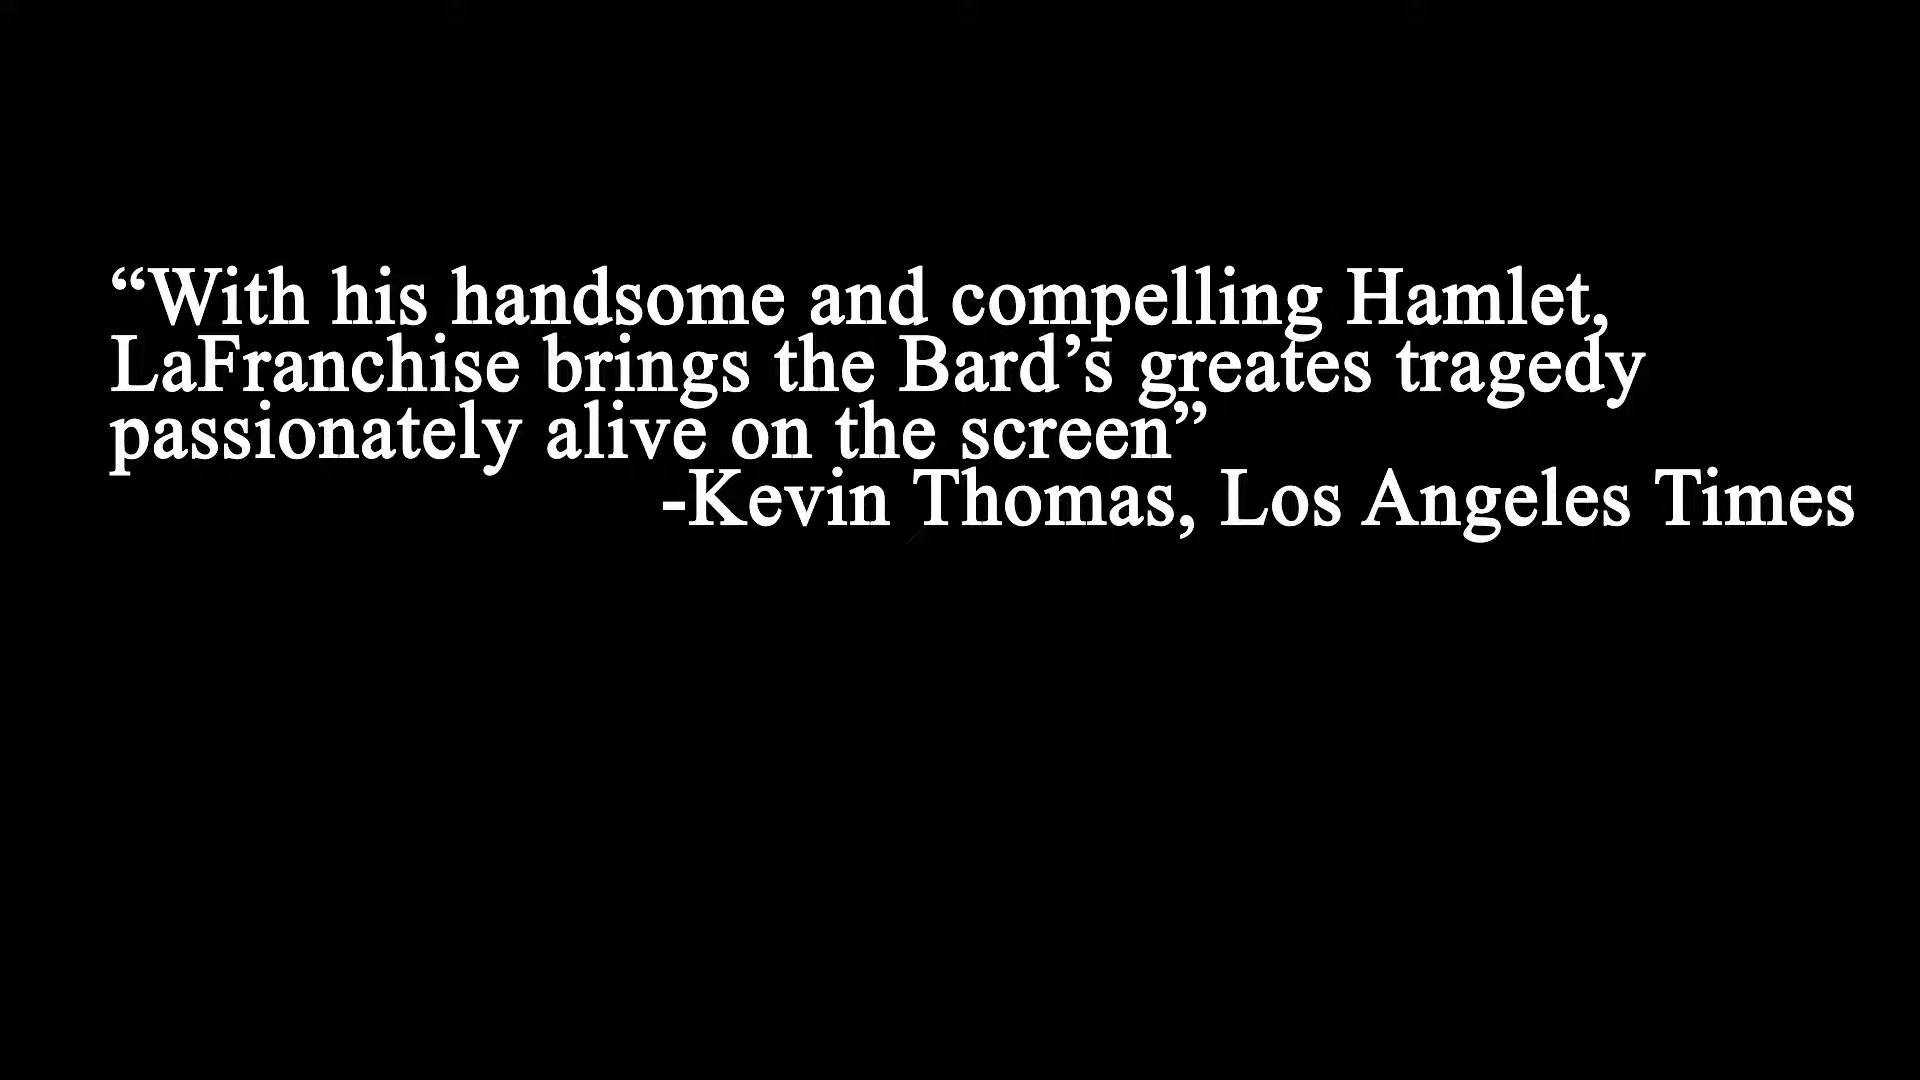 “With his handsome and compelling Hamlet,
LaFranchise brings the Bard’s greates tragedy
passionately alive on the screen”
-Kevin Thomas, Los Angeles Times